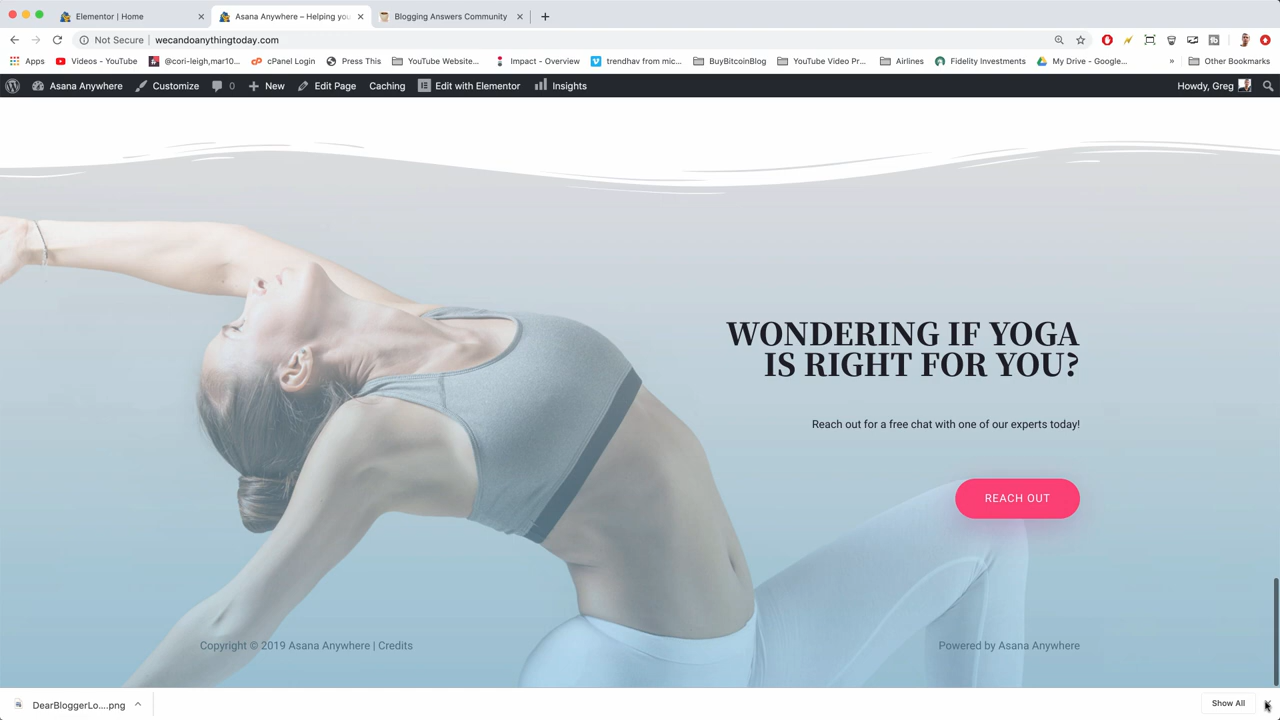 Elementor | Home
Asana Anywhere – Helping you
Blogging Answers Community
Not Secure | wecandoanythingtoday.com
Apps
Videos - YouTube
@cori-leigh,mar10...
cPanel Login
Press This
YouTube Website...
Impact - Overview
trendhav from mic...
BuyBitcoinBlog
YouTube Video Pr...
Airlines
Fidelity Investments
My Drive - Google...
»
Other Bookmarks
Asana Anywhere
Customize
0
New
Edit Page
Caching
Edit with Elementor
Insights
Howdy, Greg
WONDERING IF YOGA
IS RIGHT FOR YOU?
Reach out for a free chat with one of our experts today!
REACH OUT
Copyright © 2019 Asana Anywhere | Credits
Powered by Asana Anywhere
DearBloggerLo....png
Show All